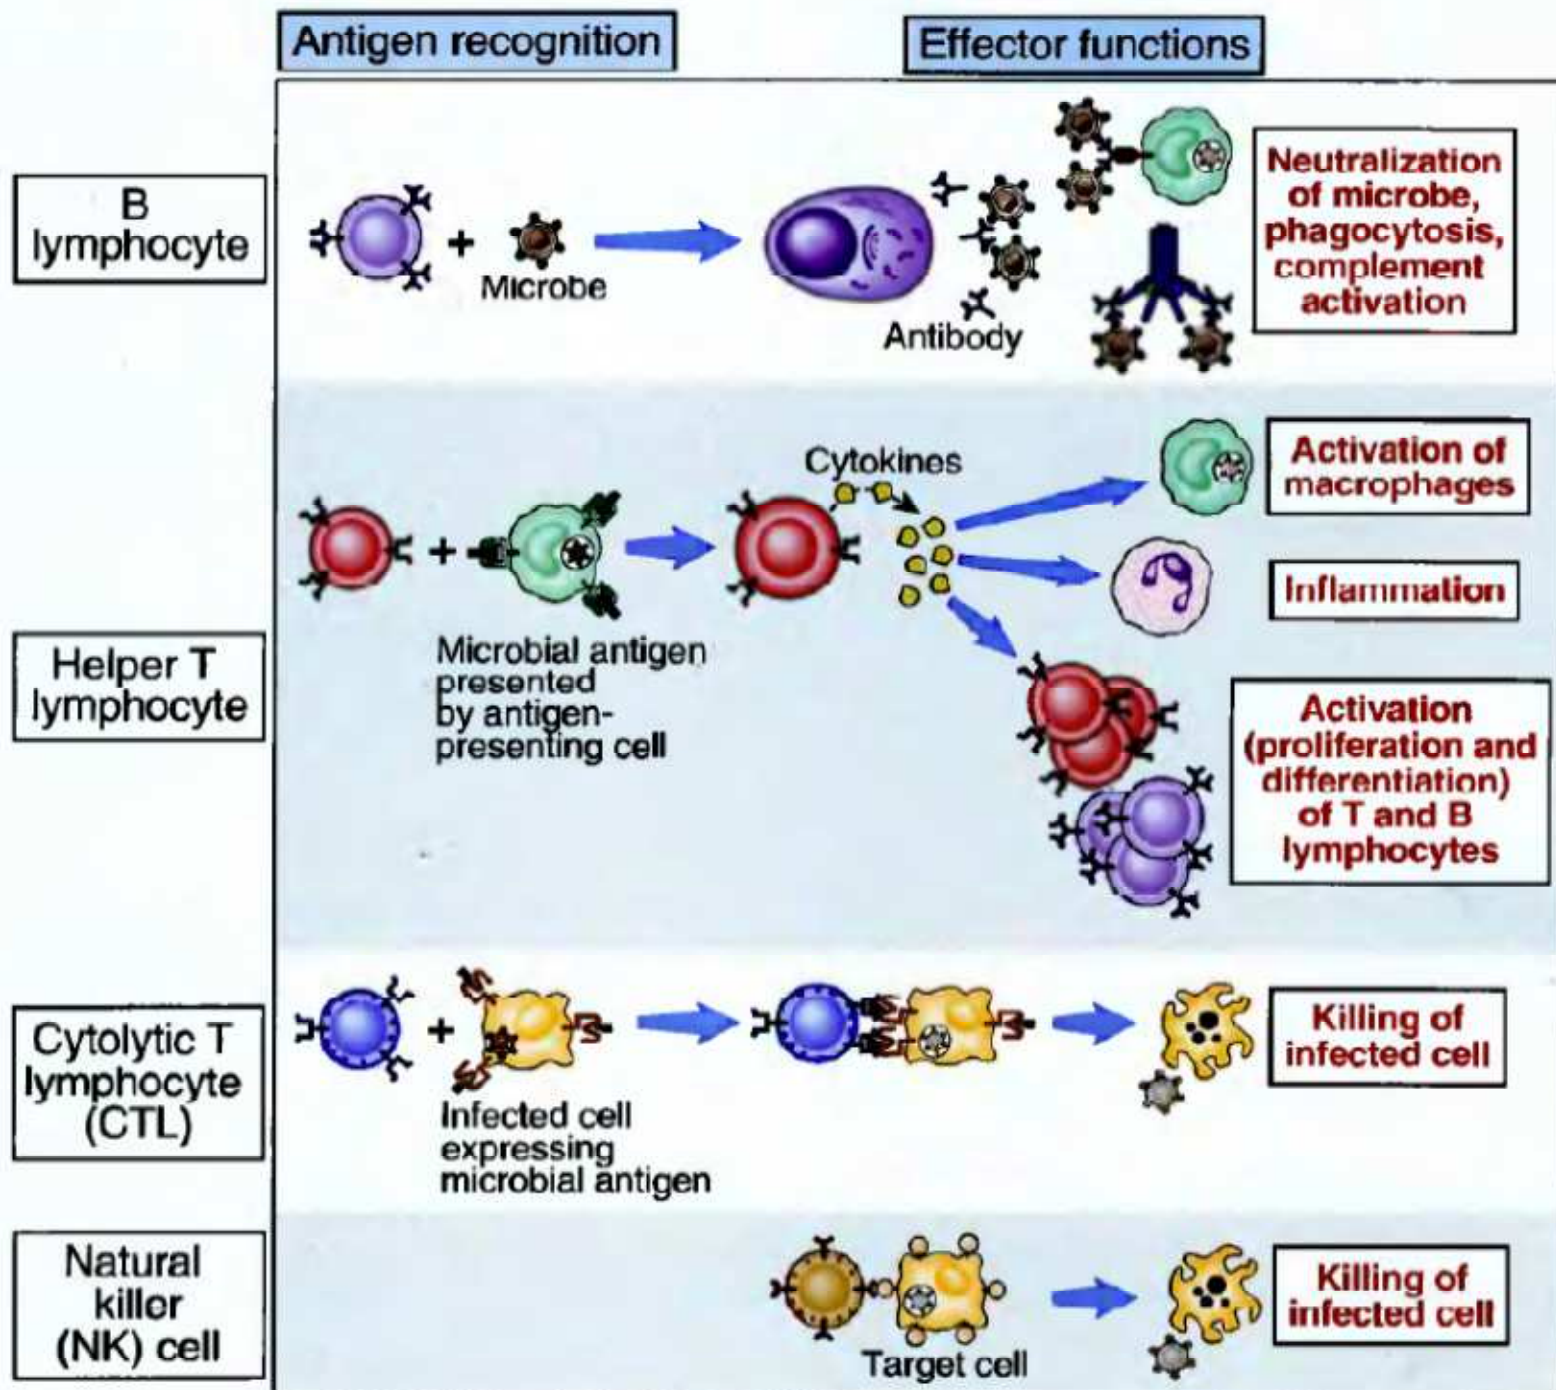 Antigen recognition
Effector functions
B
lymphocyte
Microbe
Antibody
Neutralization
of microbe,
phagocytosis,
complement
activation
Helper T
lymphocyte
Microbial antigen
presented
by antigen-
presenting cell
Cytokines
Activation of
macrophages
Inflammation
Activation
(proliferation and
differentiation)
of T and B
lymphocytes
Cytolytic T
lymphocyte
(CTL)
Infected cell
expressing
microbial antigen
Killing of
infected cell
Natural
killer
(NK) cell
Target cell
Killing of
infected cell